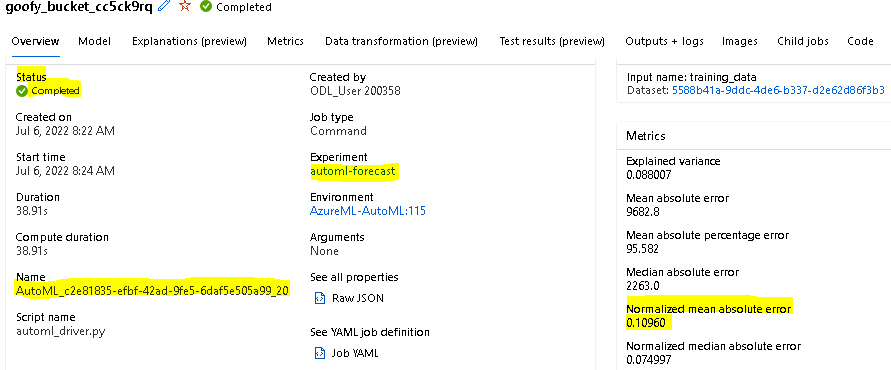 goofy_bucket_cc5ck9rq Completed
Overview Model Explanations (preview) Metrics Data transformation (preview) Test results (preview) Outputs + logs Images Child jobs Code
Status
Completed
Created on
Jul 6, 2022 8:22 AM
Start time
Jul 6, 2022 8:24 AM
Duration
38.91s
Compute duration
38.91s
Name
AutoML_c2e81835-efbf-42ad-9fe5-6daf5e505a99_20
Script name
automl_driver.py
Created by
ODL_User 200358
Job type
Command
Experiment
automl-forecast
Environment
AzureML-AutoML:115
Arguments
None
See all properties
Raw JSON
See YAML job definition
Job YAML
Input name: training_data
Dataset: 5588b41a-9ddc-4de6-b337-d2e62d86f3b3
Metrics
Explained variance
0.088007
Mean absolute error
9682.8
Mean absolute percentage error
95.582
Median absolute error
2263.0
Normalized mean absolute error
0.10960
Normalized median absolute error
0.074997